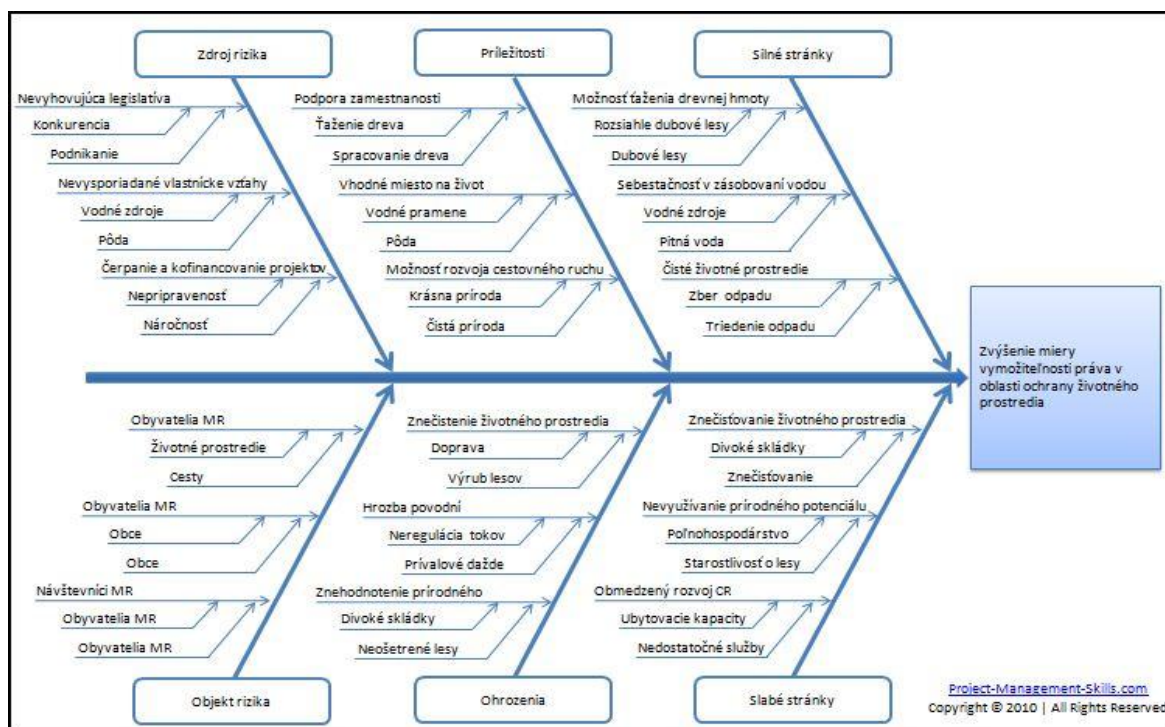 Zdroj rizika
Príležitosti
Silné stránky
Nevyhovujúca legislatíva
Konkurencia
Podnikanie
Nevysporiadané vlastnícke vzťahy
Vodné zdroje
Pôda
Čerpanie a kofinancovanie projektov
Nepripravenosť
Náročnosť
Podpora zamestnanosti
Ťaženie dreva
Spracovanie dreva
Vhodné miesto na život
Vodné pramene
Pôda
Možnosť rozvoja cestovného ruchu
Krásna príroda
Čistá príroda
Možnosť ťaženia drevnej hmoty
Rozsiahle dubové lesy
Dubové lesy
Sebestačnosť v zásobovaní vodou
Vodné zdroje
Pitná voda
Čisté životné prostredie
Zber odpadu
Triedenie odpadu
Zvýšenie miery
vymožiteľnosti práva v
oblasti ochrany životného
prostredia
Obyvatelia MR
Životné prostredie
Cesty
Obyvatelia MR
Obce
Obce
Návštevníci MR
Obyvatelia MR
Obyvatelia MR
Znečistenie životného prostredia
Doprava
Výrub lesov
Hrozba povodní
Neregulácia tokov
Prívalové dažde
Znehodnotenie prírodného
Divoké skládky
Neošetrené lesy
Znečisťovanie životného prostredia
Divoké skládky
Znečisťovanie
Nevyužívanie prírodného potenciálu
Poľnohospodárstvo
Starostlivosť o lesy
Obmedzený rozvoj CR
Ubytovacie kapacity
Nedostatočné služby
Objekt rizika
Ohrozenia
Slabé stránky
Project-Management-Skills.com
Copyright © 2010 | All Rights Reserved